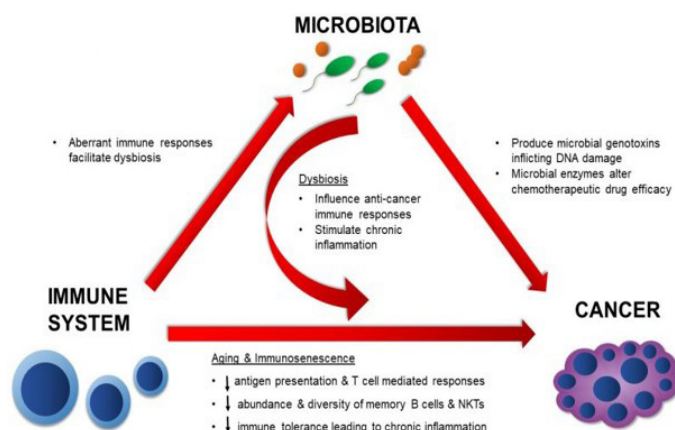 MICROBIOTA
• Aberrant immune responses
facilitate dysbiosis
• Produce microbial genotoxins
inflicting DNA damage
• Microbial enzymes alter
chemotherapeutic drug efficacy
Dysbiosis
• Influence anti-cancer
immune responses
• Stimulate chronic
inflammation
IMMUNE
SYSTEM
CANCER
Aging & Immunosenescence
• ↓ antigen presentation & T cell mediated responses
• ↓ abundance & diversity of memory B cells & NKTs
• ↓ immune tolerance leading to chronic inflammation